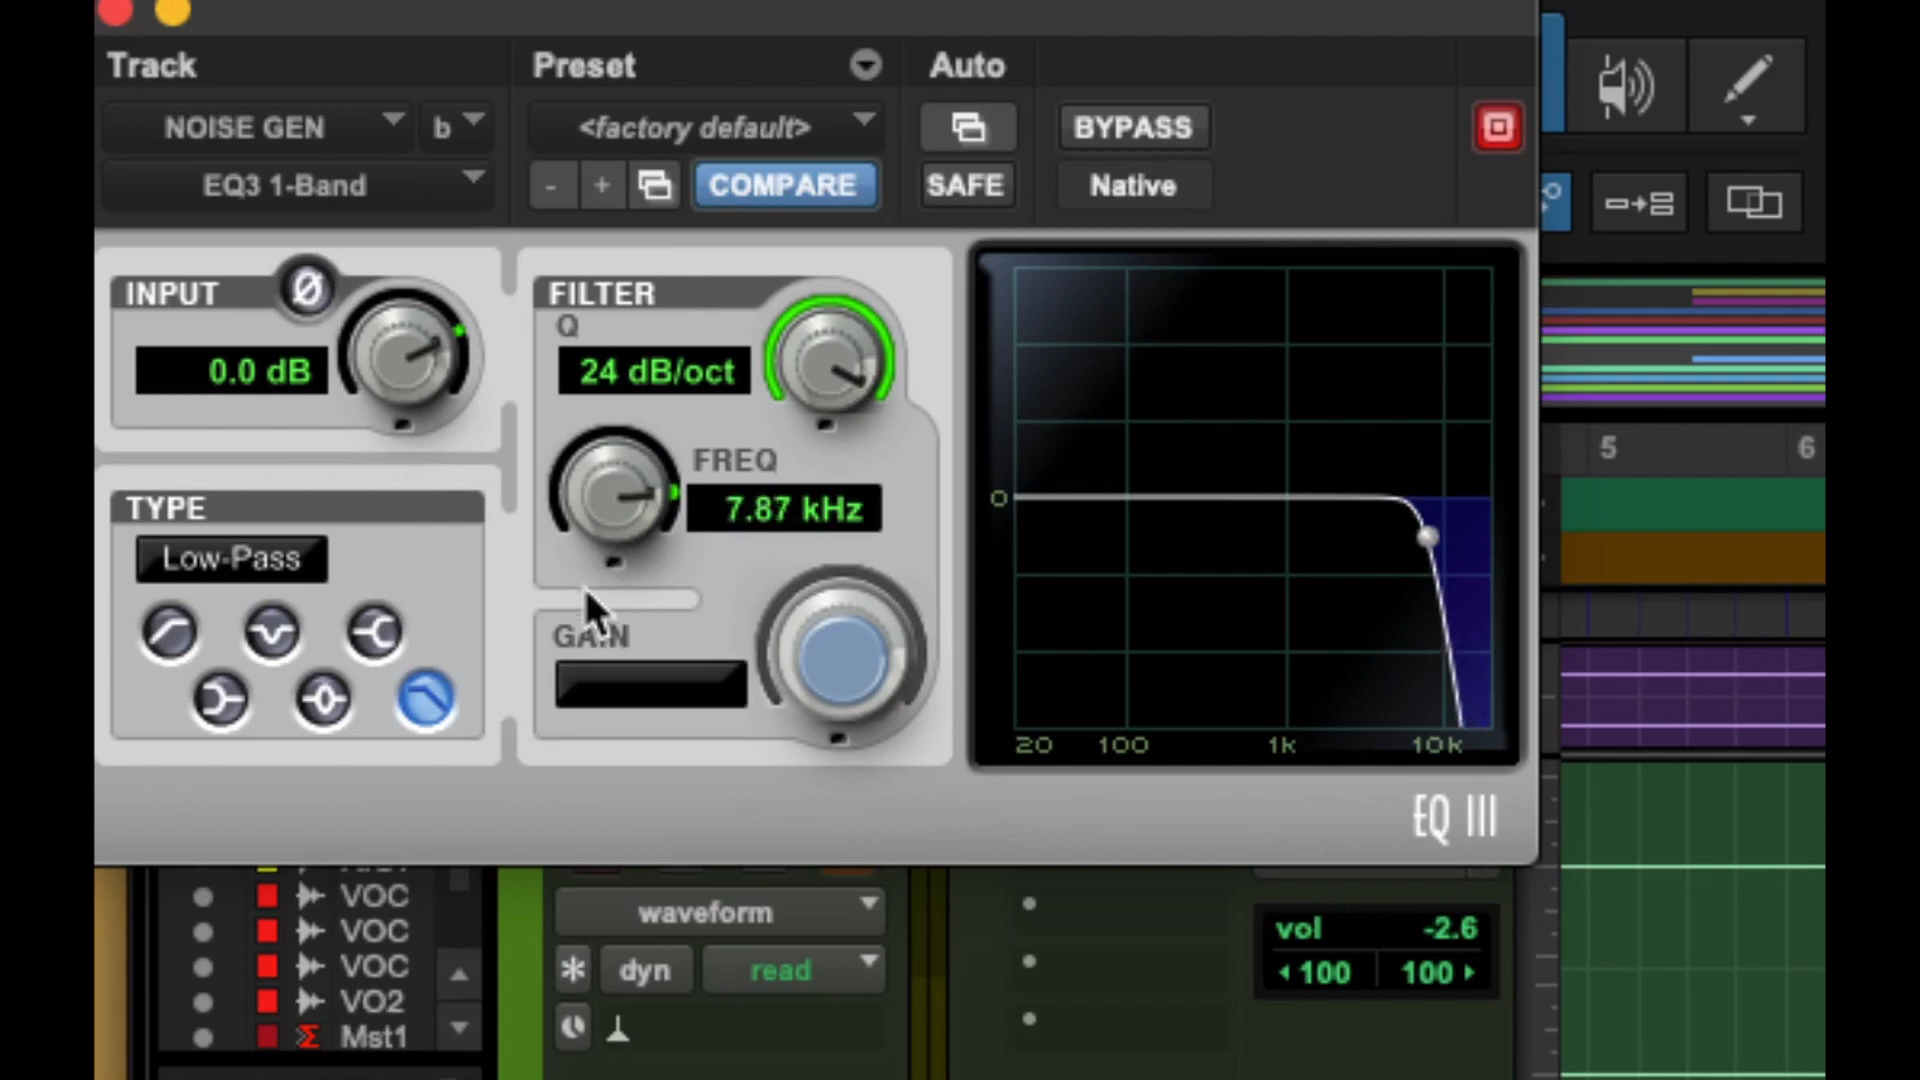 Track
Preset
Auto
NOISE GEN
b
<factory default>
BYPASS
EQ3 1-Band
- +
COMPARE
SAFE
Native
INPUT
0.0 dB
FILTER
Q
24 dB/oct
FREQ
7.87 kHz
TYPE
Low-Pass
GAIN
0
20 100 1k 10k
EQ III
5 6
VOC
VOC
VOC
VO2
Mst1
waveform
dyn
read
vol -2.6
100 100